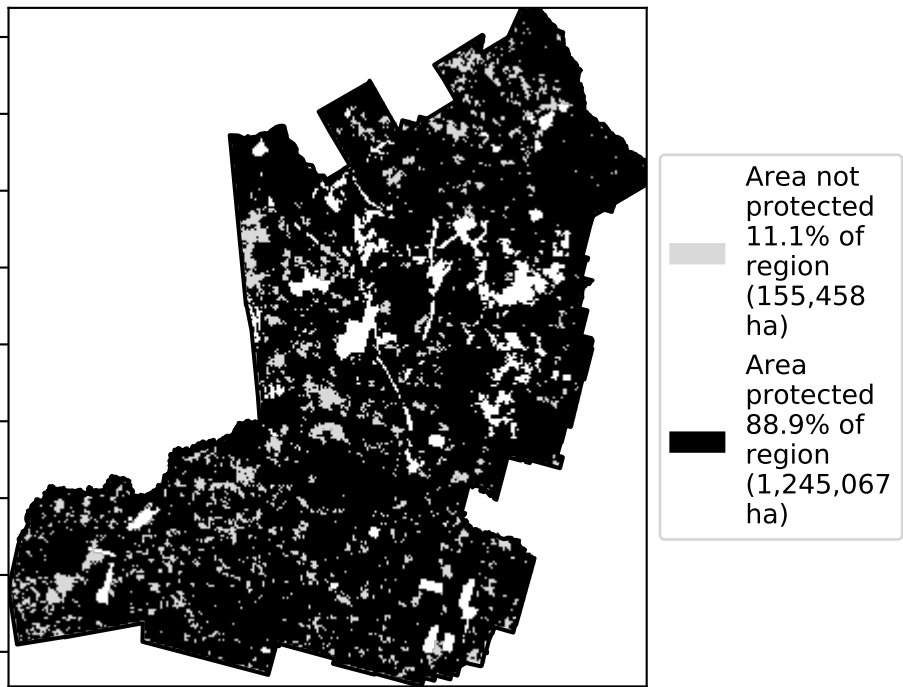 Area not
protected
11.1% of
region
(155,458
ha)
Area
protected
88.9% of
region
(1,245,067
ha)